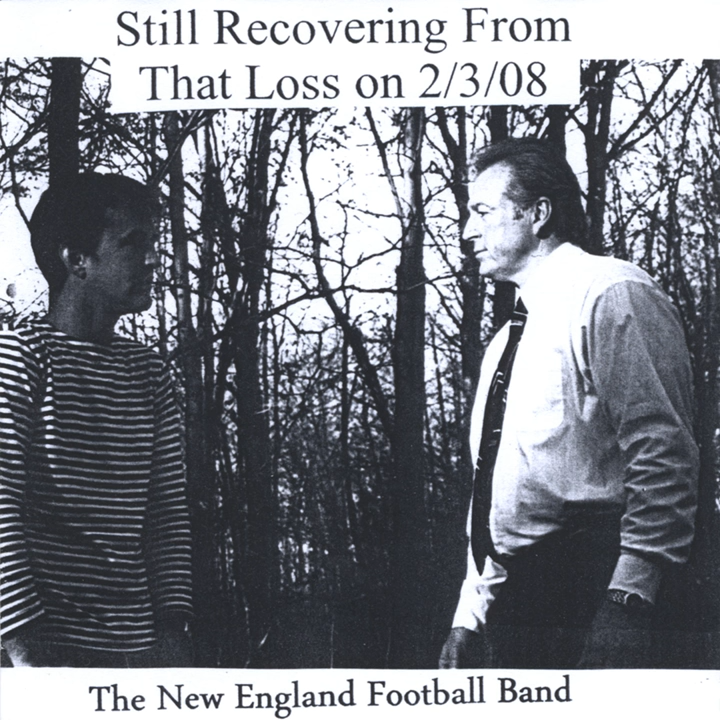 Still Recovering From
That Loss on 2/3/08
The New England Football Band